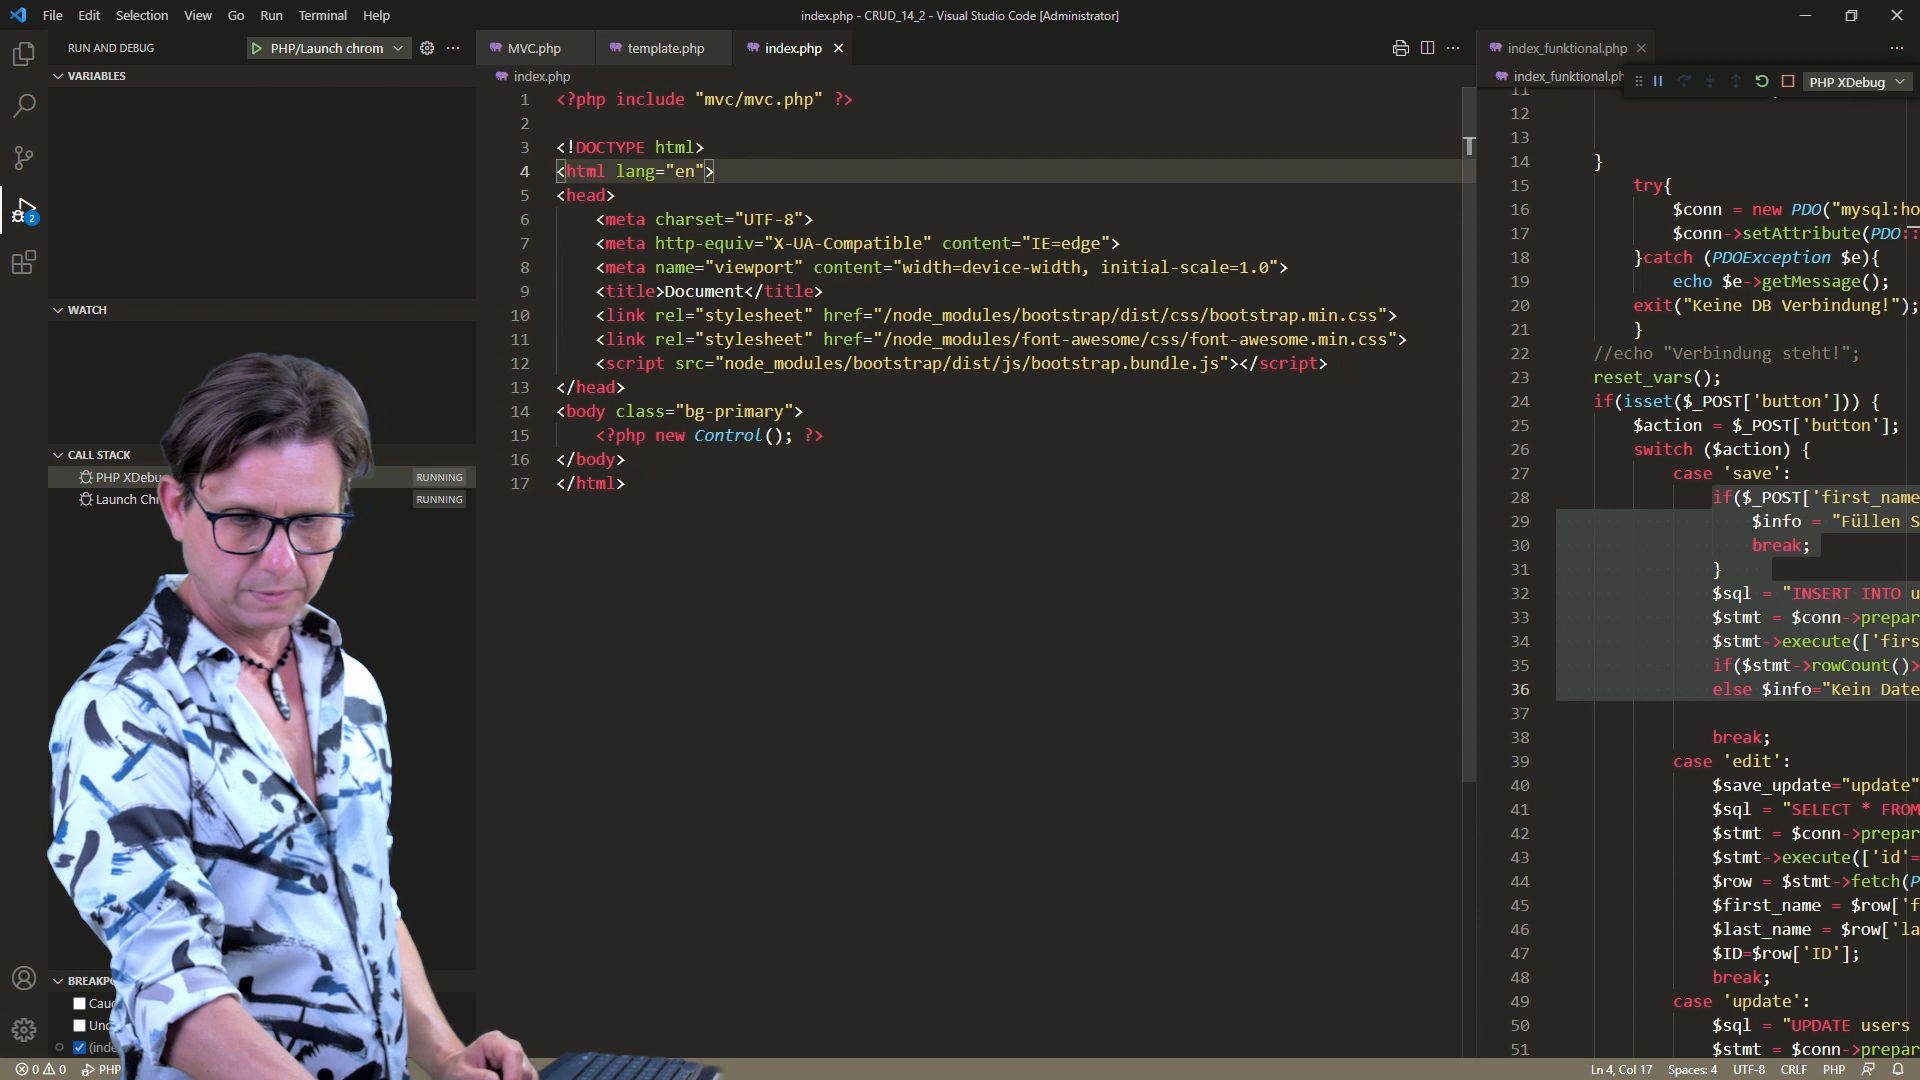 File Edit Selection View Go Run Terminal Help
index.php - CRUD_14_2 - Visual Studio Code [Administrator]
RUN AND DEBUG
PHP/Launch chrom
VARIABLES
WATCH
CALL STACK
PHP XDebu
RUNNING
Launch Chr
RUNNING
2
MVC.php
template.php
index.php
index.php
1 <?php include "mvc/mvc.php" ?>
2
3 <!DOCTYPE html>
4 <html lang="en">
5 <head>
6 <meta charset="UTF-8">
7 <meta http-equiv="X-UA-Compatible" content="IE=edge">
8 <meta name="viewport" content="width=device-width, initial-scale=1.0">
9 <title>Document</title>
10 <link rel="stylesheet" href="/node_modules/bootstrap/dist/css/bootstrap.min.css">
11 <link rel="stylesheet" href="/node_modules/font-awesome/css/font-awesome.min.css">
12 <script src="node_modules/bootstrap/dist/js/bootstrap.bundle.js"></script>
13 </head>
14 <body class="bg-primary">
15 <?php new Control(); ?>
16 </body>
17 </html>
index_funktional.php
index_funktional.ph
PHP XDebug
11
12
13
14 }
15 try{
16 $conn = new PDO("mysql:ho
17 $conn->setAttribute(PDO::
18 }catch (PDOException $e){
19 echo $e->getMessage();
20 exit("Keine DB Verbindung!");
21 }
22 //echo "Verbindung steht!";
23 reset_vars();
24 if(isset($_POST['button'])) {
25 $action = $_POST['button'];
26 switch ($action) {
27 case 'save':
28 if($_POST['first_name
29 $info = "Füllen S
30 break;
31 }
32 $sql = "INSERT INTO u
33 $stmt = $conn->prepar
34 $stmt->execute(['firs
35 if($stmt->rowCount()>
36 else $info="Kein Date
37
38 break;
39 case 'edit':
40 $save_update="update"
41 $sql = "SELECT * FROM
42 $stmt = $conn->prepar
43 $stmt->execute(['id'=
44 $row = $stmt->fetch(P
45 $first_name = $row['f
46 $last_name = $row['la
47 $ID=$row['ID'];
48 break;
49 case 'update':
50 $sql = "UPDATE users
51 $stmt = $conn->prepar
BREAKP
Cau
Unc
(inde
0 0 PHP
Ln 4, Col 17 Spaces: 4 UTF-8 CRLF PHP